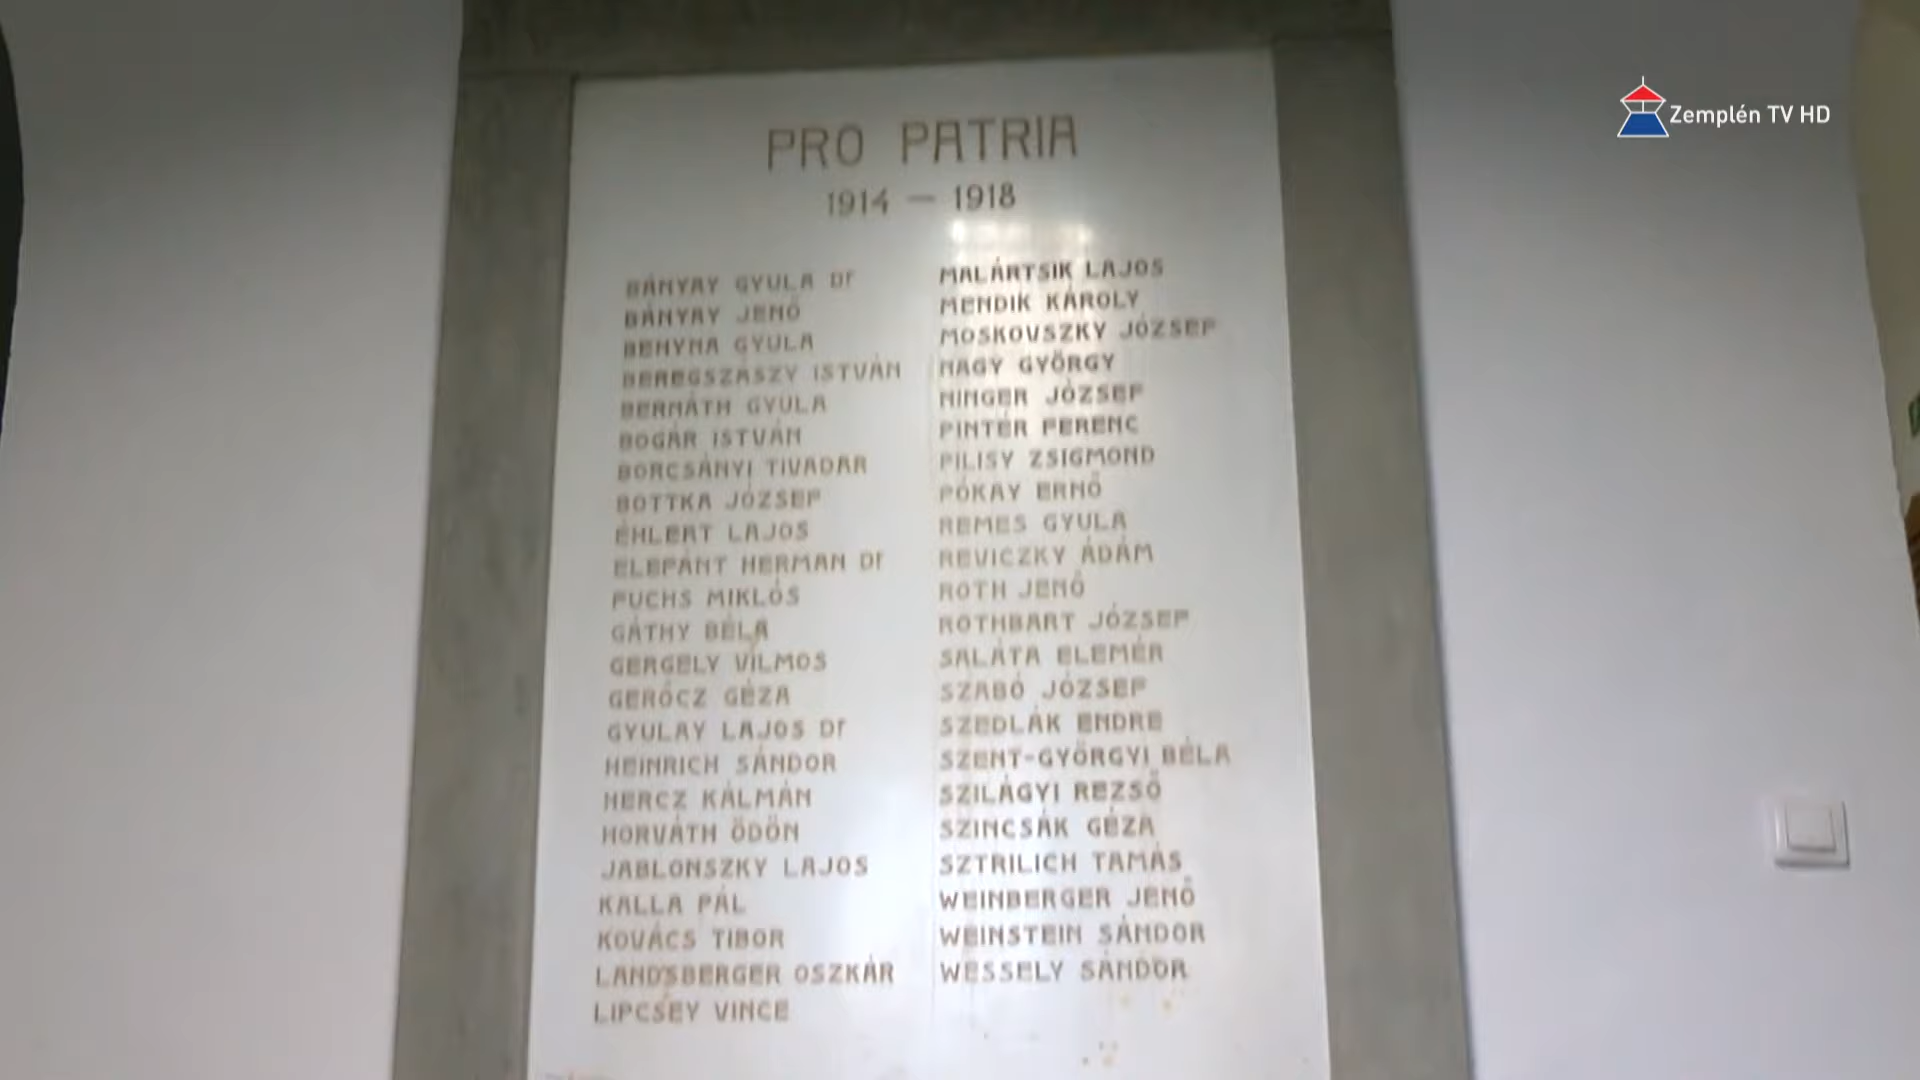 PRO PATRIA
1914 — 1918
BÁNYAY GYULA Dr
BÁNYAY JENŐ
BENYNA GYULA
BEREGSZÁSZY ISTVÁN
BERNÁTH GYULA
BOGÁR ISTVÁN
BORCSÁNYI TIVADAR
BOTTKA JÓZSEF
EHLERT LAJOS
ELEFÁNT HERMAN Dr
FUCHS MIKLÓS
GÁTHY BÉLA
GERGELY VILMOS
GERŐCZ GÉZA
GYULAY LAJOS Dr
HEINRICH SÁNDOR
HERCZ KÁLMÁN
HORVÁTH ÖDÖN
JABLONSZKY LAJOS
KALLA PÁL
KOVÁCS TIBOR
LANDSBERGER OSZKÁR
LIPCSEY VINCE
MALÁRTSIK LAJOS
MENDIK KÁROLY
MOSKOVSZKY JÓZSEF
NAGY GYÖRGY
NINGER JÓZSEF
PINTÉR FERENC
PILISY ZSIGMOND
PÓKAY ERNŐ
REMES GYULA
REVICZKY ÁDÁM
ROTH JENŐ
ROTHBART JÓZSEF
SALÁTA ELEMÉR
SZABÓ JÓZSEF
SZEDLÁK ENDRE
SZENT-GYÖRGYI BÉLA
SZILÁGYI REZSŐ
SZINCSÁK GÉZA
SZTRILICH TAMÁS
WEINBERGER JENŐ
WEINSTEIN SÁNDOR
WESSELY SÁNDOR
Zemplén TV HD